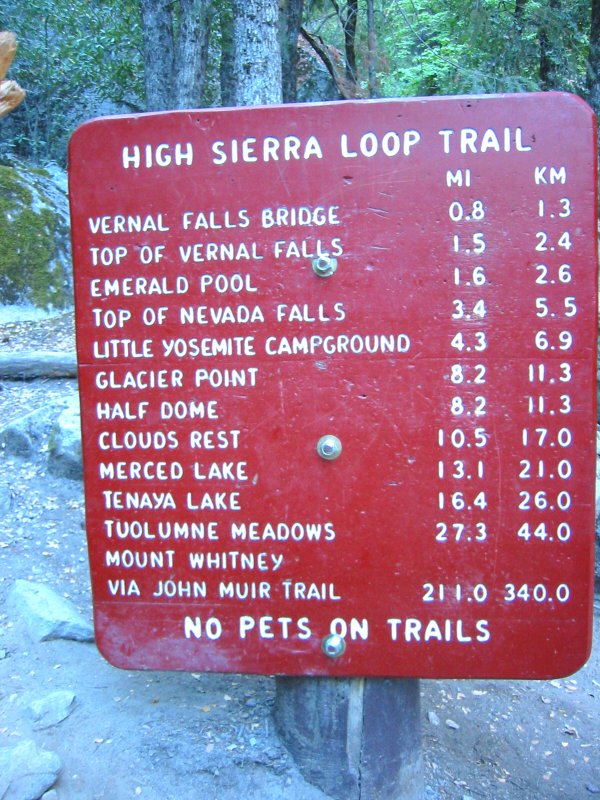 HIGH SIERRA LOOP TRAIL
MI KM
VERNAL FALLS BRIDGE 0.8 1.3
TOP OF VERNAL FALLS 1.5 2.4
EMERALD POOL 1.6 2.6
TOP OF NEVADA FALLS 3.4 5.5
LITTLE YOSEMITE CAMPGROUND 4.3 6.9
GLACIER POINT 8.2 11.3
HALF DOME 8.2 11.3
CLOUDS REST 10.5 17.0
MERCED LAKE 13.1 21.0
TENAYA LAKE 16.4 26.0
TUOLUMNE MEADOWS 27.3 44.0
MOUNT WHITNEY
VIA JOHN MUIR TRAIL 211.0 340.0
NO PETS ON TRAILS